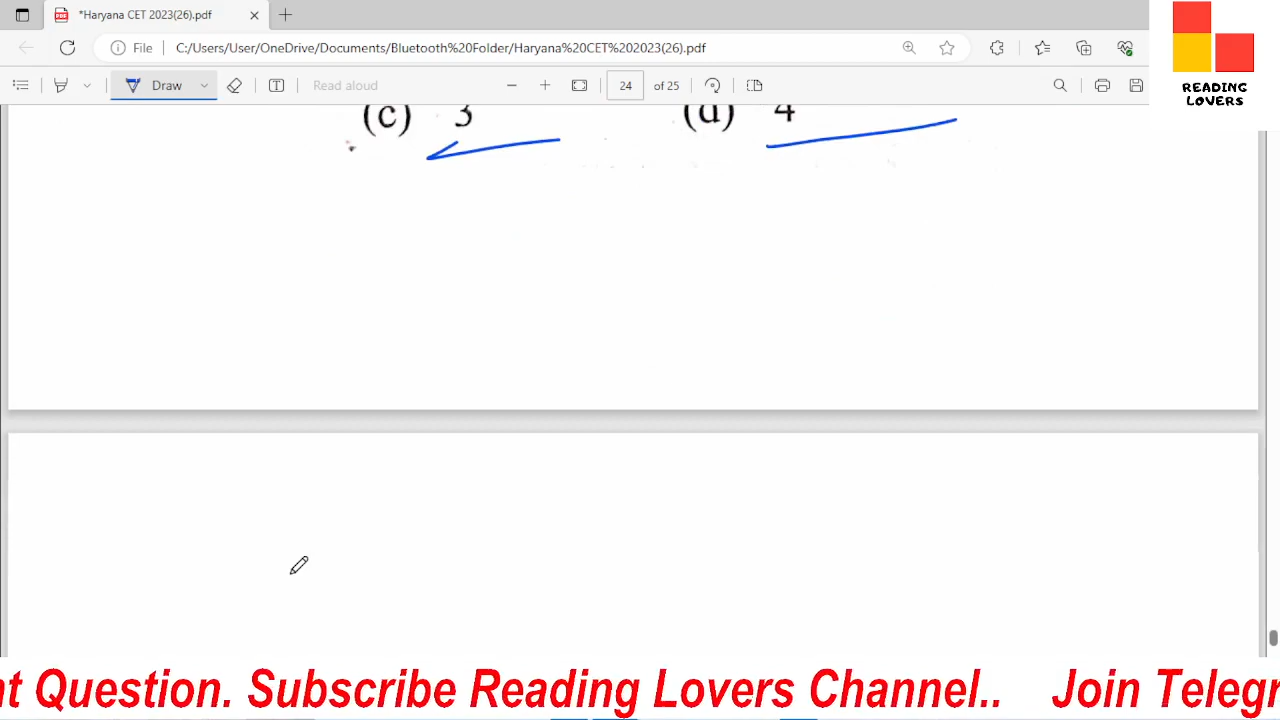 *Haryana CET 2023(26).pdf
File
C:/Users/User/OneDrive/Documents/Bluetooth%20Folder/Haryana%20CET%202023(26).pdf
Draw
Read aloud
24
of 25
READING
LOVERS
(c) 3 (d) 4
nt Question. Subscribe Reading Lovers Channel.. Join Telegr